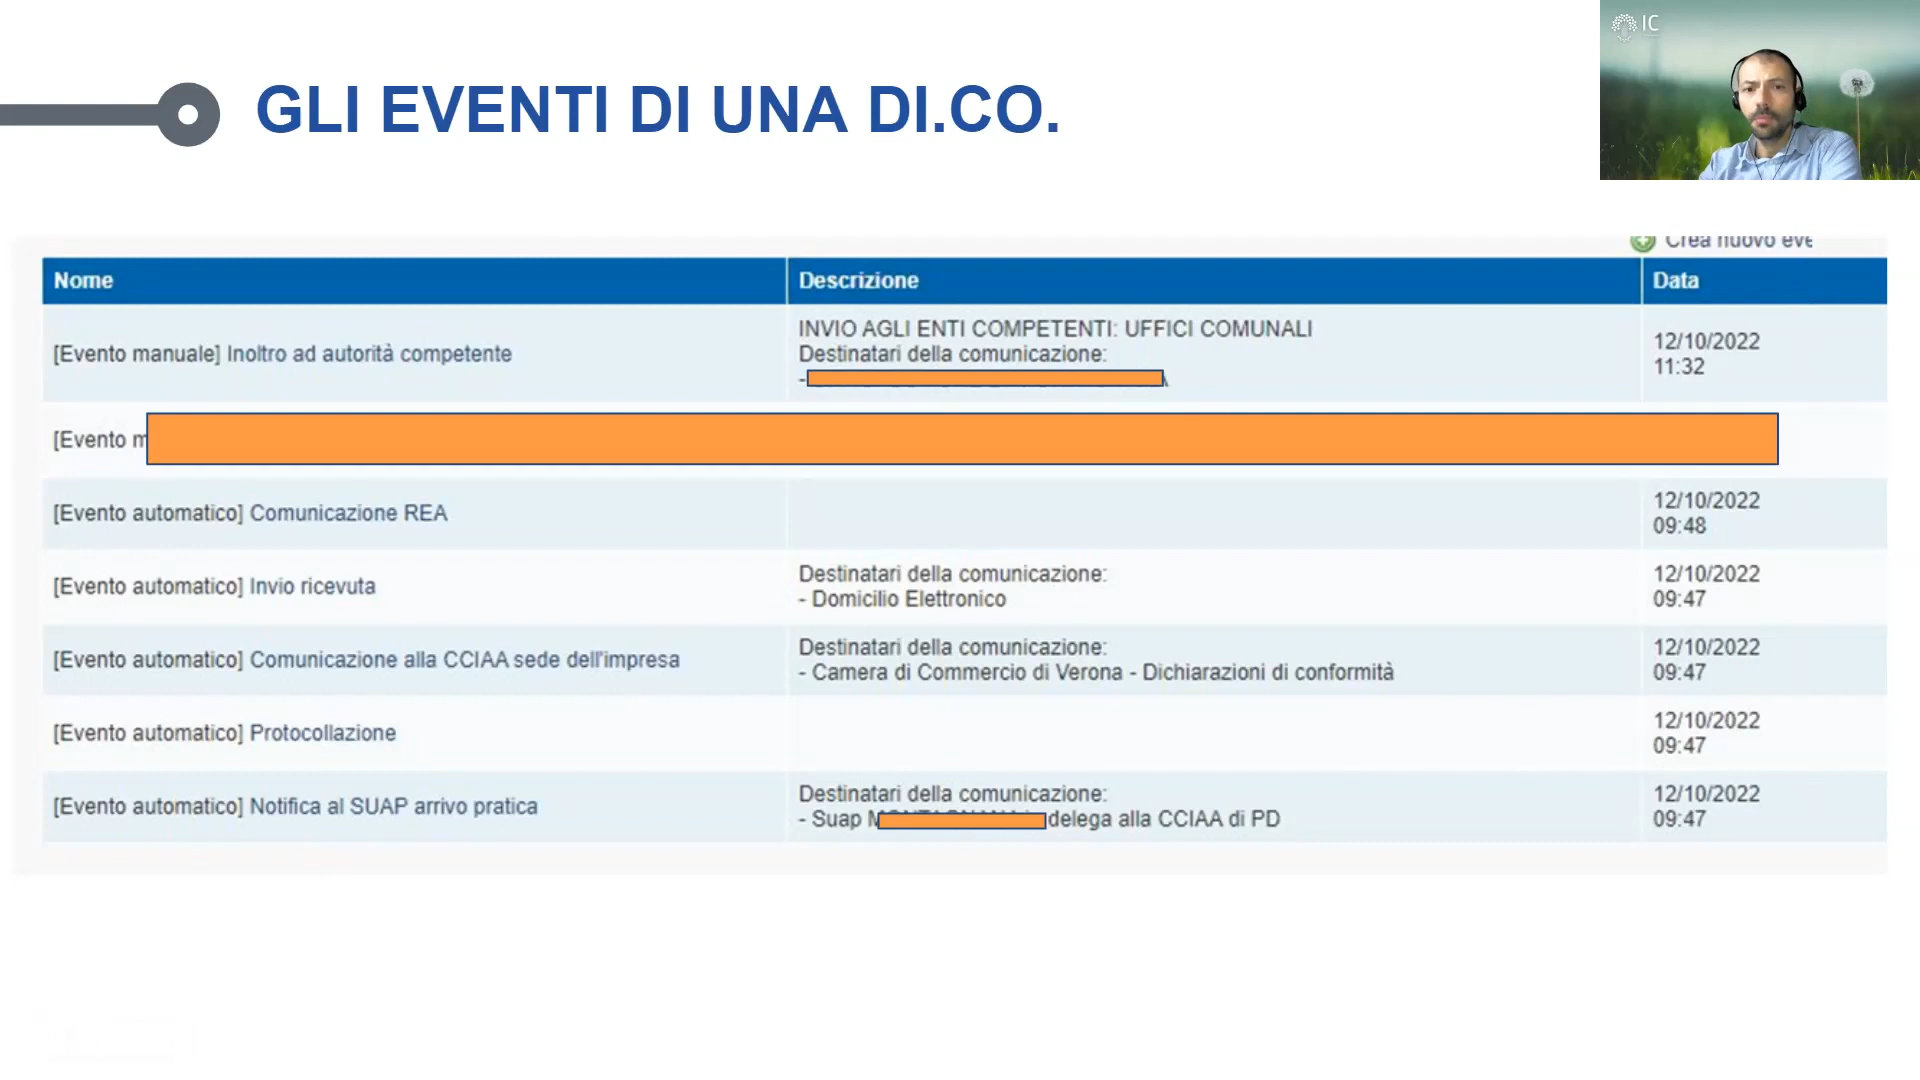 IC
GLI EVENTI DI UNA DI.CO.
Crea nuovo eve
Nome
Descrizione
Data
[Evento manuale] Inoltro ad autorità competente
INVIO AGLI ENTI COMPETENTI: UFFICI COMUNALI
Destinatari della comunicazione:
-
12/10/2022
11:32
[Evento m
[Evento automatico] Comunicazione REA
12/10/2022
09:48
[Evento automatico] Invio ricevuta
Destinatari della comunicazione:
- Domicilio Elettronico
12/10/2022
09:47
[Evento automatico] Comunicazione alla CCIAA sede dell'impresa
Destinatari della comunicazione:
- Camera di Commercio di Verona - Dichiarazioni di conformità
12/10/2022
09:47
[Evento automatico] Protocollazione
12/10/2022
09:47
[Evento automatico] Notifica al SUAP arrivo pratica
Destinatari della comunicazione:
- Suap delega alla CCIAA di PD
12/10/2022
09:47